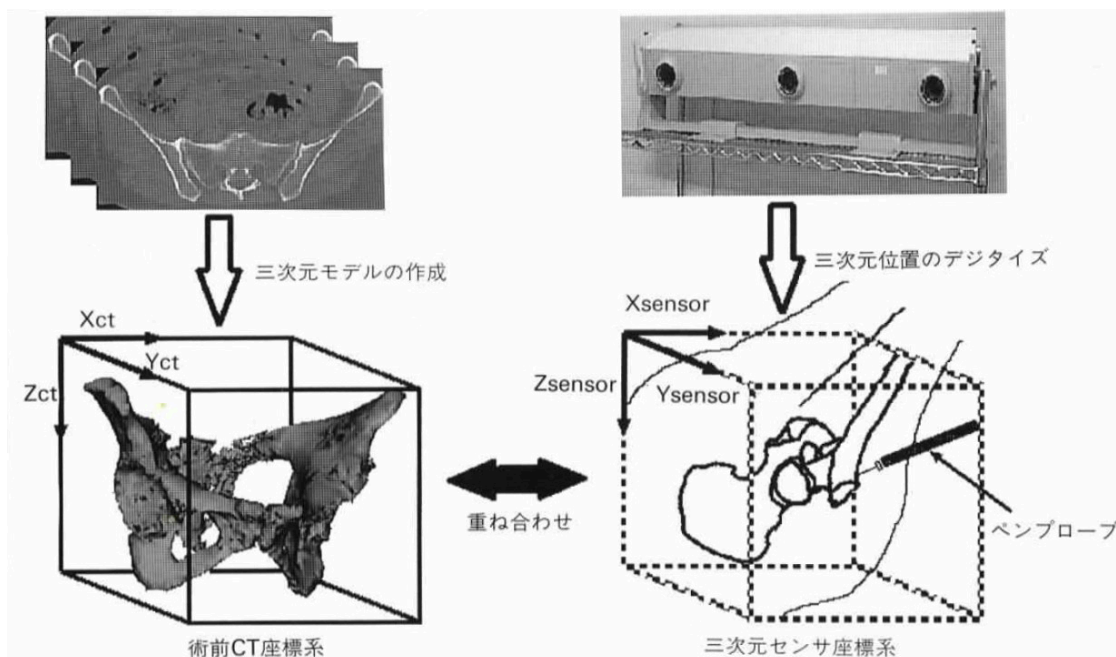 三次元モデルの作成
三次元位置のデジタイズ
Xct
Yct
Zct
Xsensor
Ysensor
Zsensor
重ね合わせ
ペンプローブ
術前CT座標系
三次元センサ座標系